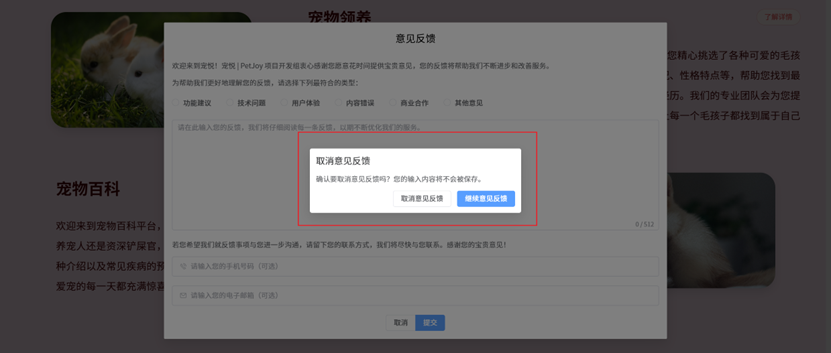 宠物领养
了解详情
意见反馈
欢迎来到宠悦！宠悦 | PetJoy 项目开发组衷心感谢您愿意花时间提供宝贵意见，您的反馈将帮助我们不断进步和改善服务。
您精心挑选了各种可爱的毛孩
为帮助我们更好地理解您的反馈，请选择下列最符合的类型：
、性格特点等，帮助您找到最
功能建议 技术问题 用户体验 内容错误 商业合作 其他意见
历。我们的专业团队会为您提
上每一个毛孩子都找到属于自己
请在此输入您的反馈，我们将仔细阅读每一条反馈，以期不断优化我们的服务。
取消意见反馈
确认要取消意见反馈吗？您的输入内容将不会被保存。
取消意见反馈 继续意见反馈
宠物百科
欢迎来到宠物百科平台，
0 / 512
养宠人还是资深铲屎官，
若您希望我们就反馈事项与您进一步沟通，请留下您的联系方式，我们将尽快与您联系。感谢您的宝贵意见！
种介绍以及常见疾病的预
请输入您的手机号码（可选）
爱宠的每一天都充满惊喜
请输入您的电子邮箱（可选）
取消 提交